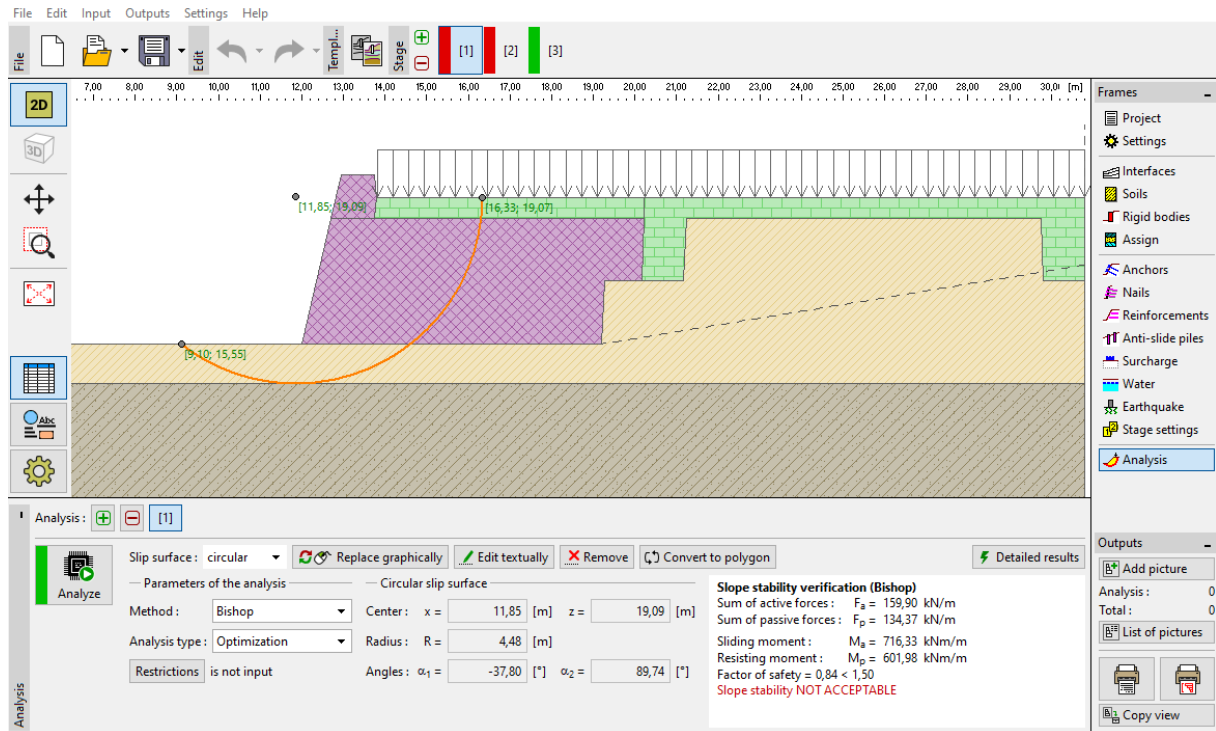 File Edit Input Outputs Settings Help
File
Edit
Templ...
Stage
[1] [2] [3]
2D
3D
7,00 8,00 9,00 10,00 11,00 12,00 13,00 14,00 15,00 16,00 17,00 18,00 19,00 20,00 21,00 22,00 23,00 24,00 25,00 26,00 27,00 28,00 29,00 30,0 [m]
[11,85; 19,09]
[16,33; 19,07]
[9,10; 15,55]
Abc
Frames
Project
Settings
Interfaces
Soils
Rigid bodies
Assign
Anchors
Nails
Reinforcements
Anti-slide piles
Surcharge
Water
Earthquake
Stage settings
Analysis
Analysis : [1]
Analysis
Analyze
Slip surface : circular Replace graphically Edit textually Remove Convert to polygon Detailed results
Parameters of the analysis
Method : Bishop
Analysis type : Optimization
Restrictions is not input
Circular slip surface
Center : x = 11,85 [m] z = 19,09 [m]
Radius : R = 4,48 [m]
Angles : α1 = -37,80 [°] α2 = 89,74 [°]
Slope stability verification (Bishop)
Sum of active forces : Fa = 159,90 kN/m
Sum of passive forces : Fp = 134,37 kN/m
Sliding moment : Ma = 716,33 kNm/m
Resisting moment : Mp = 601,98 kNm/m
Factor of safety = 0,84 < 1,50
Slope stability NOT ACCEPTABLE
Outputs
Add picture
Analysis : 0
Total : 0
List of pictures
Copy view